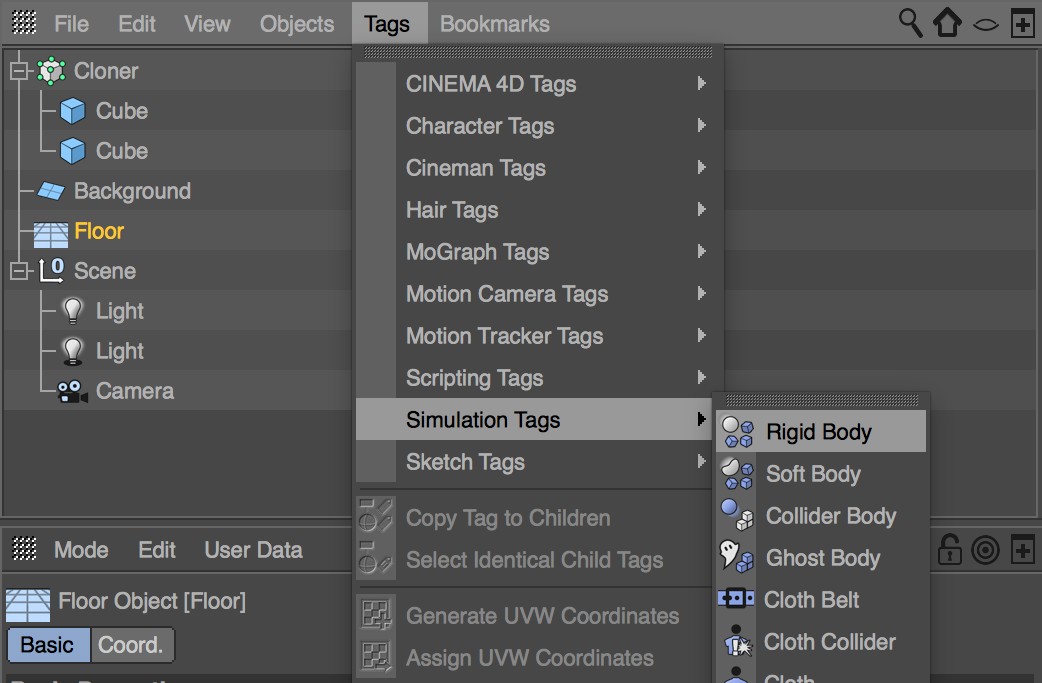 File Edit View Objects Tags Bookmarks
Cloner
Cube
Cube
Background
Floor
0 Scene
Light
Light
Camera
CINEMA 4D Tags
Character Tags
Cineman Tags
Hair Tags
MoGraph Tags
Motion Camera Tags
Motion Tracker Tags
Scripting Tags
Simulation Tags
Sketch Tags
Copy Tag to Children
Select Identical Child Tags
Generate UVW Coordinates
Assign UVW Coordinates
Rigid Body
Soft Body
Collider Body
Ghost Body
Cloth Belt
Cloth Collider
Cloth
Mode Edit User Data
Floor Object [Floor]
Basic Coord.